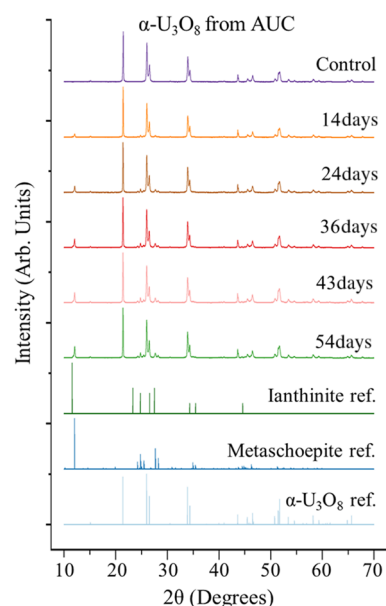 α-U₃O₈ from AUC
Control
14days
24days
36days
43days
54days
Ianthinite ref.
Metaschoepite ref.
α-U₃O₈ ref.
Intensity (Arb. Units)
10 20 30 40 50 60 70
2θ (Degrees)